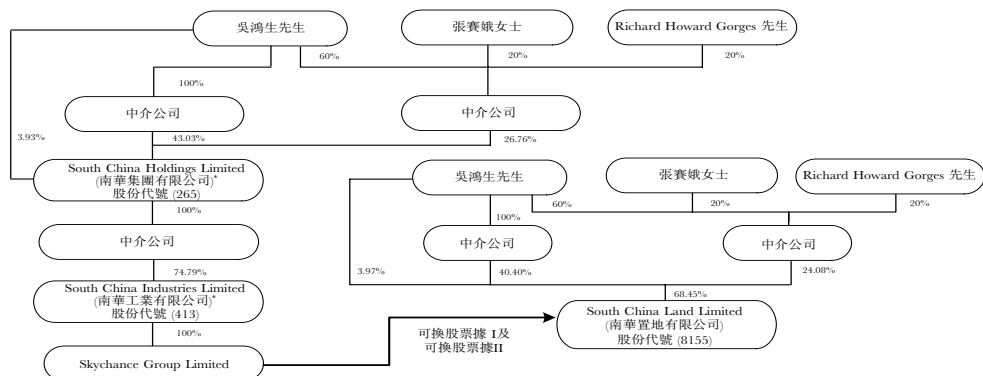 吳鴻生先生
張賽娥女士
Richard Howard Gorges 先生
60%
20%
20%
100%
中介公司
中介公司
3.93%
43.03%
26.76%
South China Holdings Limited
(南華集團有限公司)*
股份代號 (265)
吳鴻生先生
張賽娥女士
Richard Howard Gorges 先生
100%
60%
20%
20%
100%
中介公司
中介公司
中介公司
74.79%
3.97%
40.40%
24.08%
South China Industries Limited
(南華工業有限公司)*
股份代號 (413)
68.45%
South China Land Limited
(南華置地有限公司)
股份代號 (8155)
100%
可換股票據 I及
可換股票據II
Skychance Group Limited